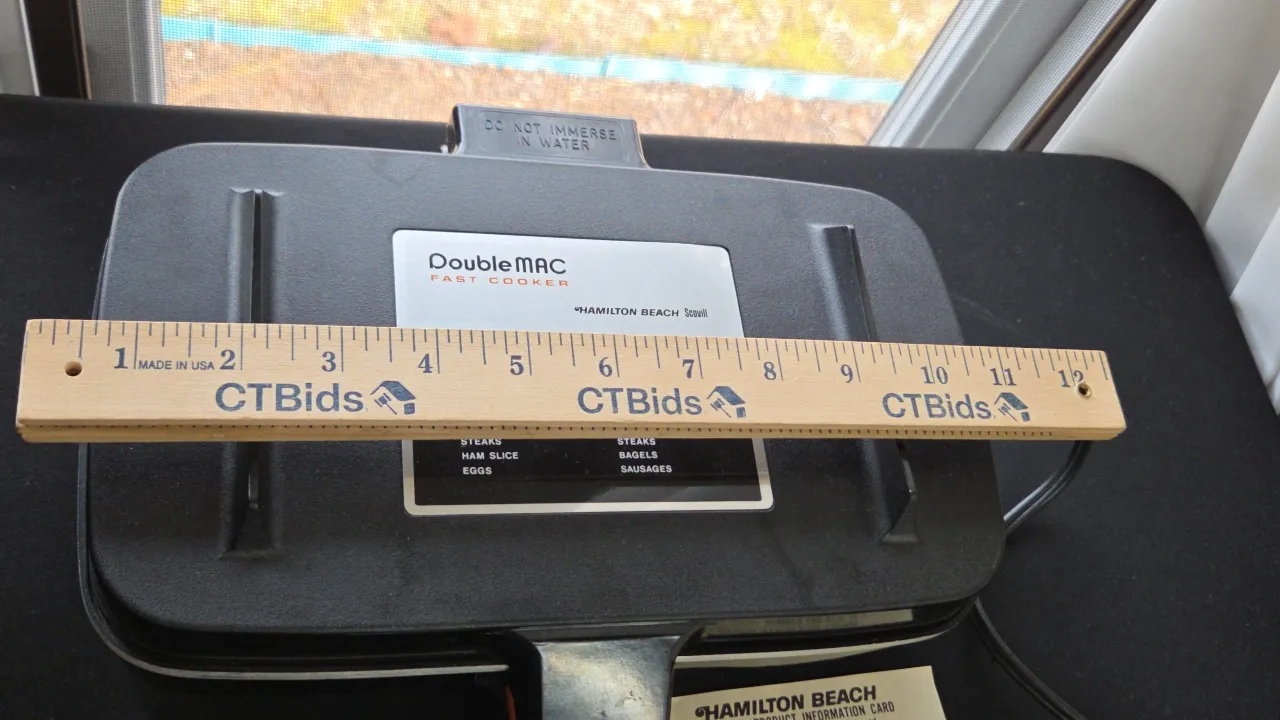 DO NOT IMMERSE
IN WATER
DoubleMAC
FAST COOKER
HAMILTON BEACH Scovill
1 MADE IN USA 2 3 4 5 6 7 8 9 10 11 12
CTBids CTBids CTBids
STEAKS STEAKS
HAM SLICE BAGELS
EGGS SAUSAGES
HAMILTON BEACH
PRODUCT INFORMATION CARD